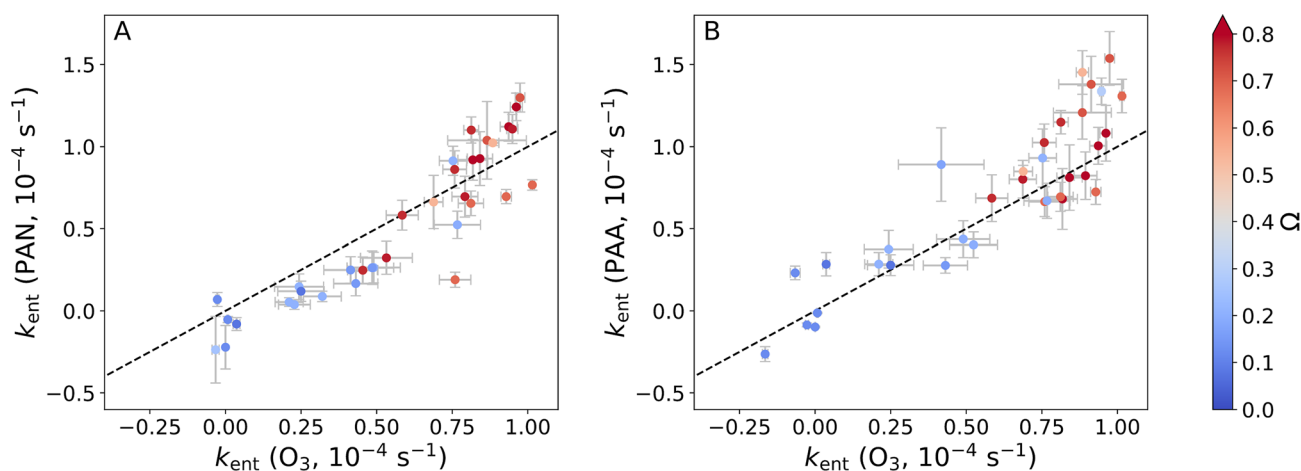 A
k_ent (PAN, 10⁻⁴ s⁻¹)
1.5
1.0
0.5
0.0
−0.5
−0.25 0.00 0.25 0.50 0.75 1.00
k_ent (O₃, 10⁻⁴ s⁻¹)
B
k_ent (PAA, 10⁻⁴ s⁻¹)
1.5
1.0
0.5
0.0
−0.5
−0.25 0.00 0.25 0.50 0.75 1.00
k_ent (O₃, 10⁻⁴ s⁻¹)
0.8
0.7
0.6
0.5
0.4
0.3
0.2
0.1
0.0
Ω